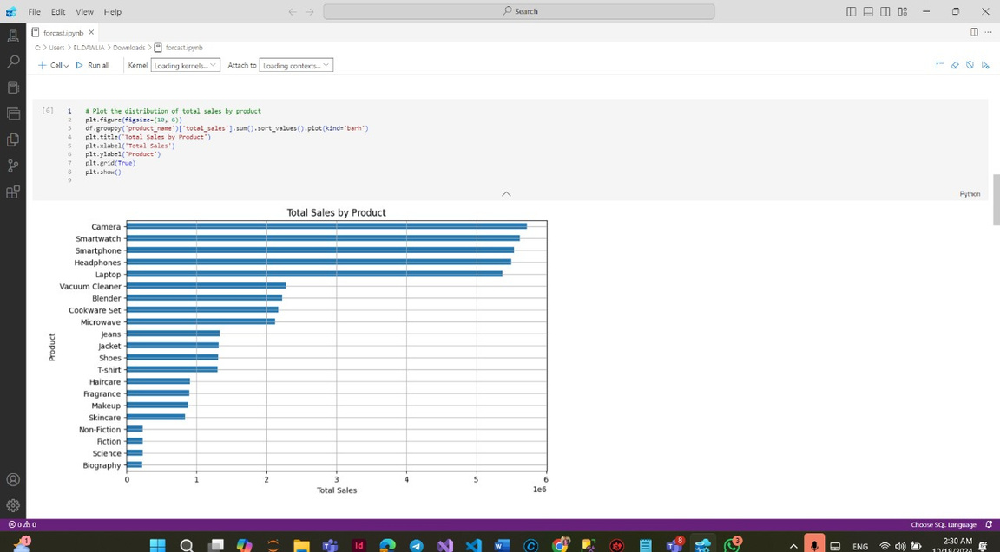 File Edit View Help
Search
forcast.ipynb
C: > Users > EL.DAWLIA > Downloads > forcast.ipynb
Cell Run all Kernel Loading kernels... Attach to Loading contexts...
[6]
1 # Plot the distribution of total sales by product
2 plt.figure(figsize=(10, 6))
3 df.groupby('product_name')['total_sales'].sum().sort_values().plot(kind='barh')
4 plt.title('Total Sales by Product')
5 plt.xlabel('Total Sales')
6 plt.ylabel('Product')
7 plt.grid(True)
8 plt.show()
9
Python
Total Sales by Product
Camera
Smartwatch
Smartphone
Headphones
Laptop
Vacuum Cleaner
Blender
Cookware Set
Microwave
Jeans
Jacket
Shoes
T-shirt
Haircare
Fragrance
Makeup
Skincare
Non-Fiction
Fiction
Science
Biography
Product
0 1 2 3 4 5 6
Total Sales
1e6
0 0
Choose SQL Language
1
8
3
ENG
2:30 AM
10/18/2024